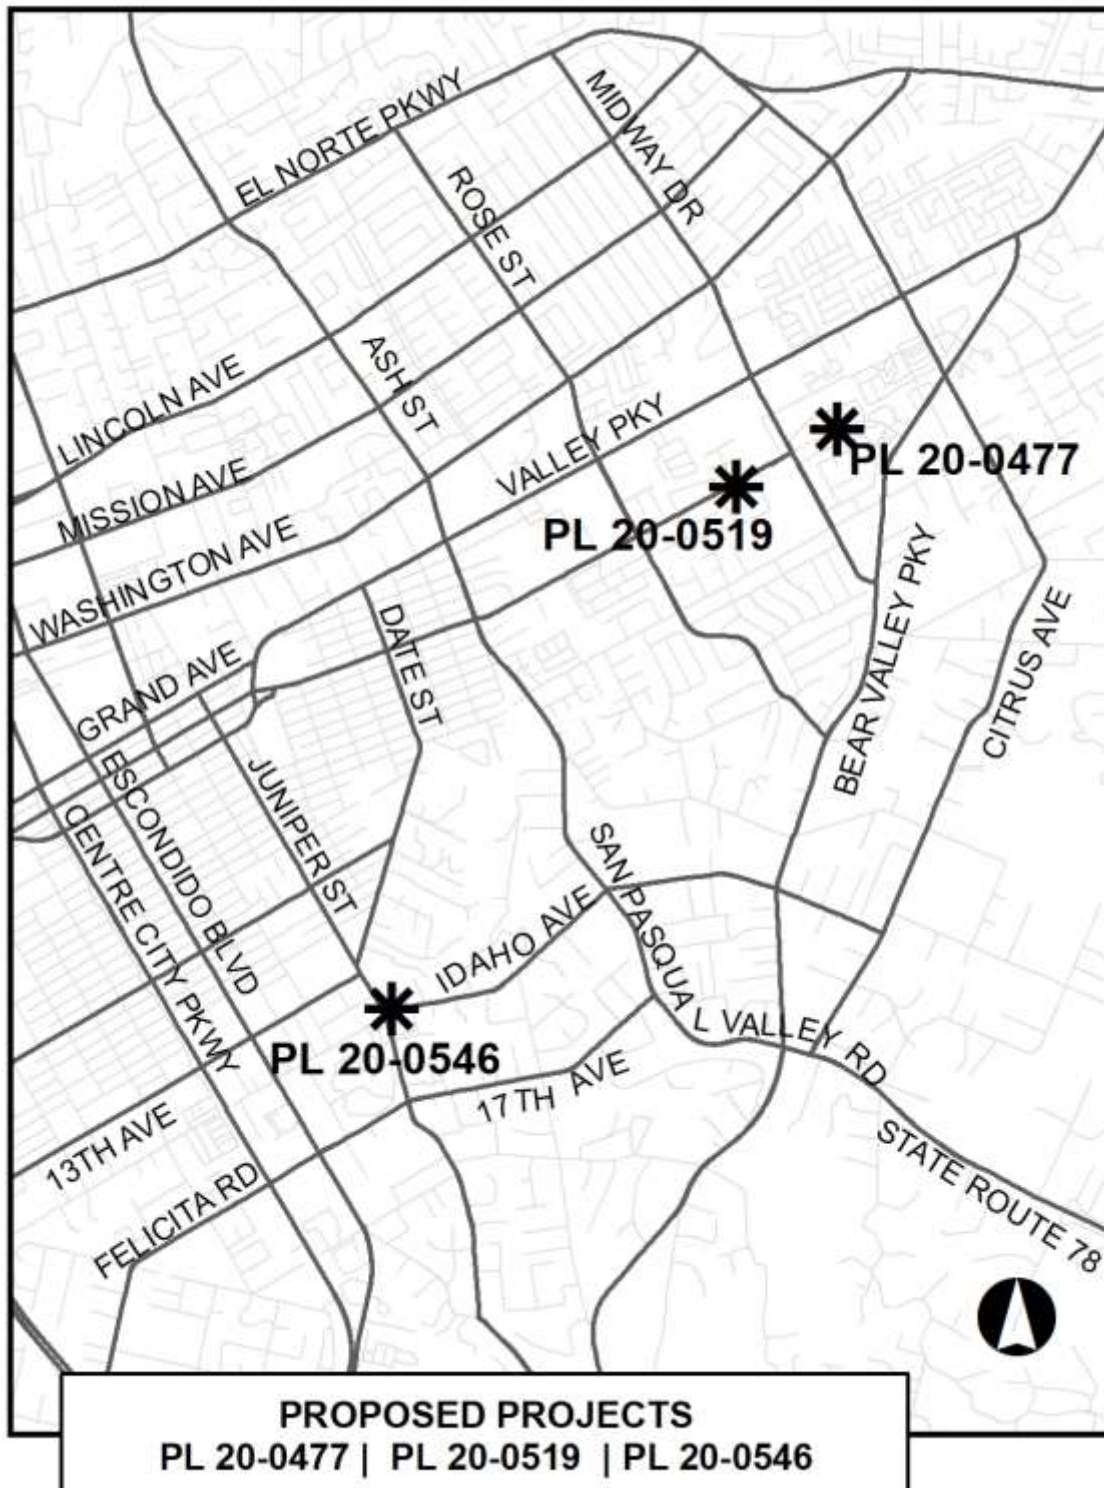 EL NORTE PKWY
MIDWAY DR
ROSE ST
LINCOLN AVE
ASH ST
MISSION AVE
VALLEY PKY
WASHINGTON AVE
PL 20-0477
PL 20-0519
BEAR VALLEY PKY
CITRUS AVE
DATE ST
GRAND AVE
ESCONDIDO BLVD
JUNIPER ST
CENTRE CITY PKWY
SAN PASQUAL VALLEY RD
IDAHO AVE
PL 20-0546
17TH AVE
13TH AVE
FELICITA RD
STATE ROUTE 78
PROPOSED PROJECTS
PL 20-0477 | PL 20-0519 | PL 20-0546